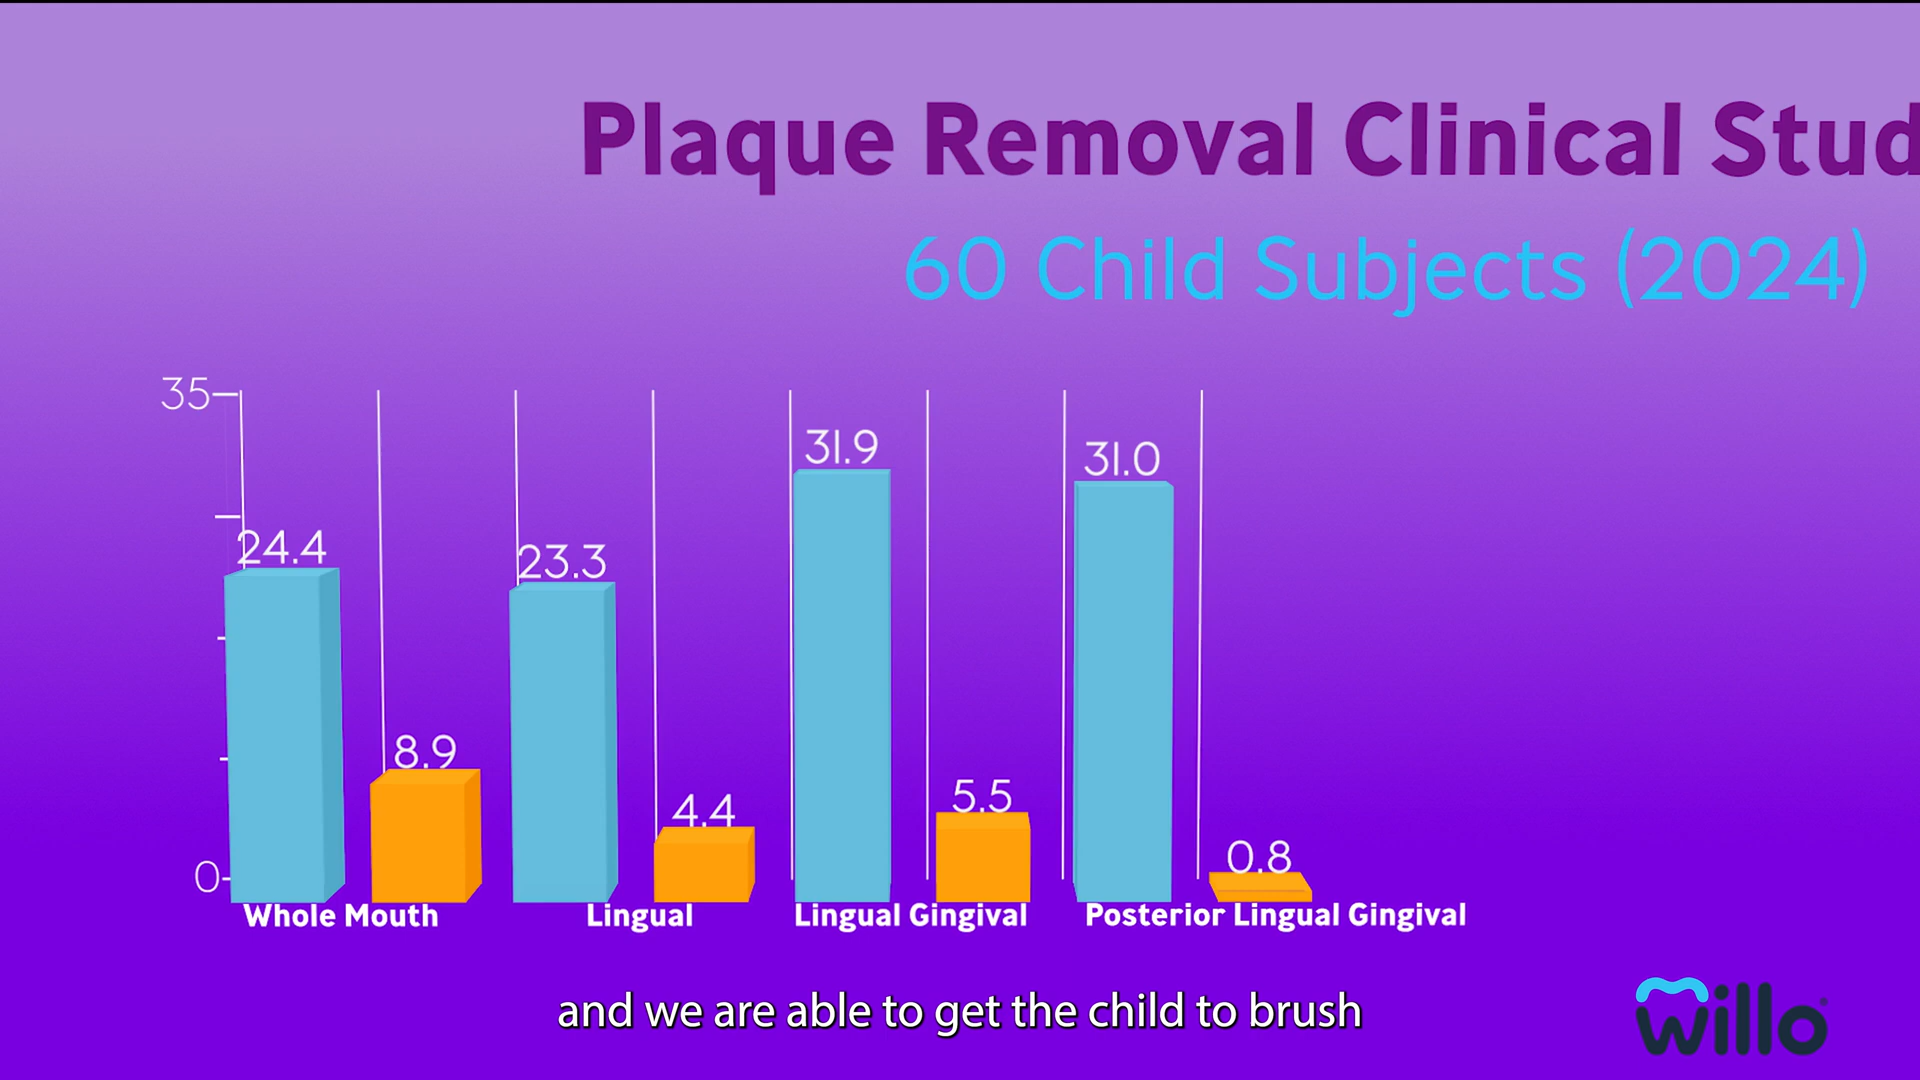 Plaque Removal Clinical Stud
60 Child Subjects (2024)
35
24.4
8.9
23.3
4.4
31.9
5.5
31.0
0.8
0
Whole Mouth
Lingual
Lingual Gingival
Posterior Lingual Gingival
and we are able to get the child to brush
willo